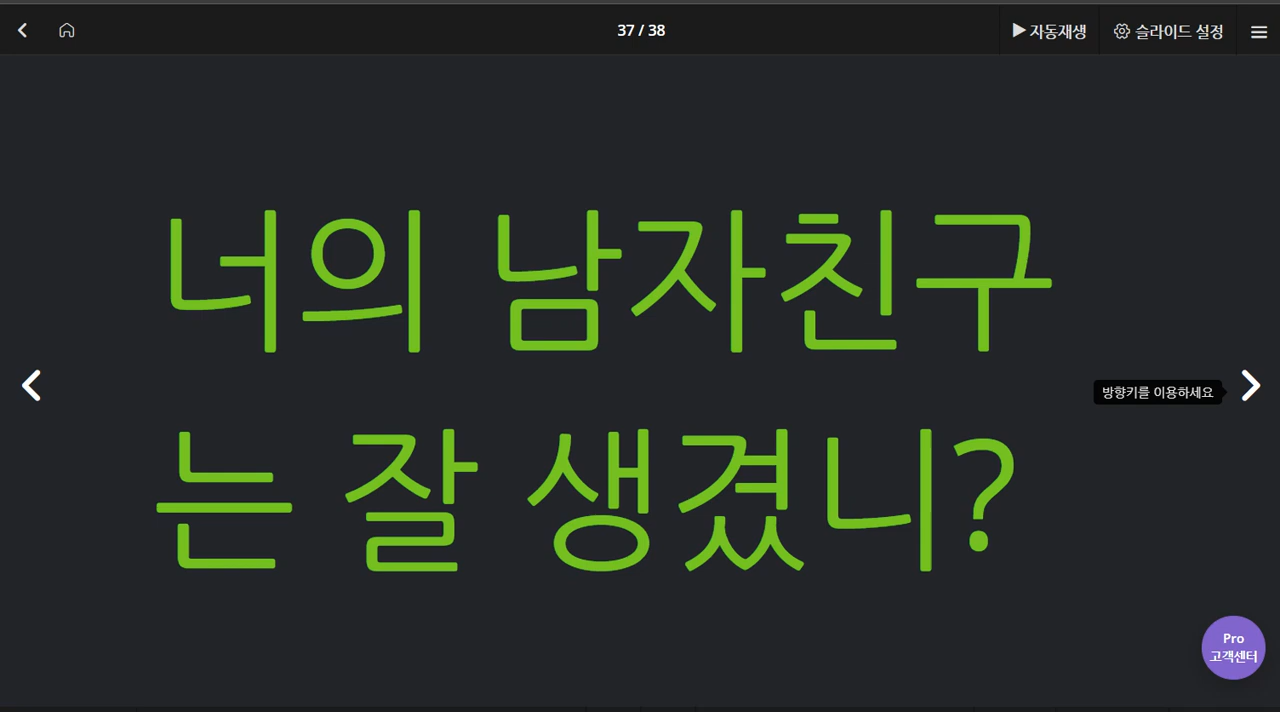 37 / 38
▶ 자동재생
슬라이드 설정
너의 남자친구
는 잘 생겼니?
방향키를 이용하세요
Pro
고객센터